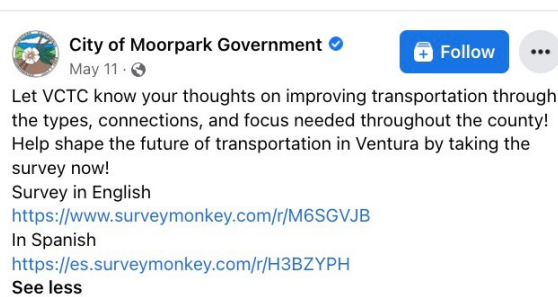 City of Moorpark Government
Follow
May 11 ·
Let VCTC know your thoughts on improving transportation through
the types, connections, and focus needed throughout the county!
Help shape the future of transportation in Ventura by taking the
survey now!
Survey in English
https://www.surveymonkey.com/r/M6SGVJB
In Spanish
https://es.surveymonkey.com/r/H3BZYPH
See less